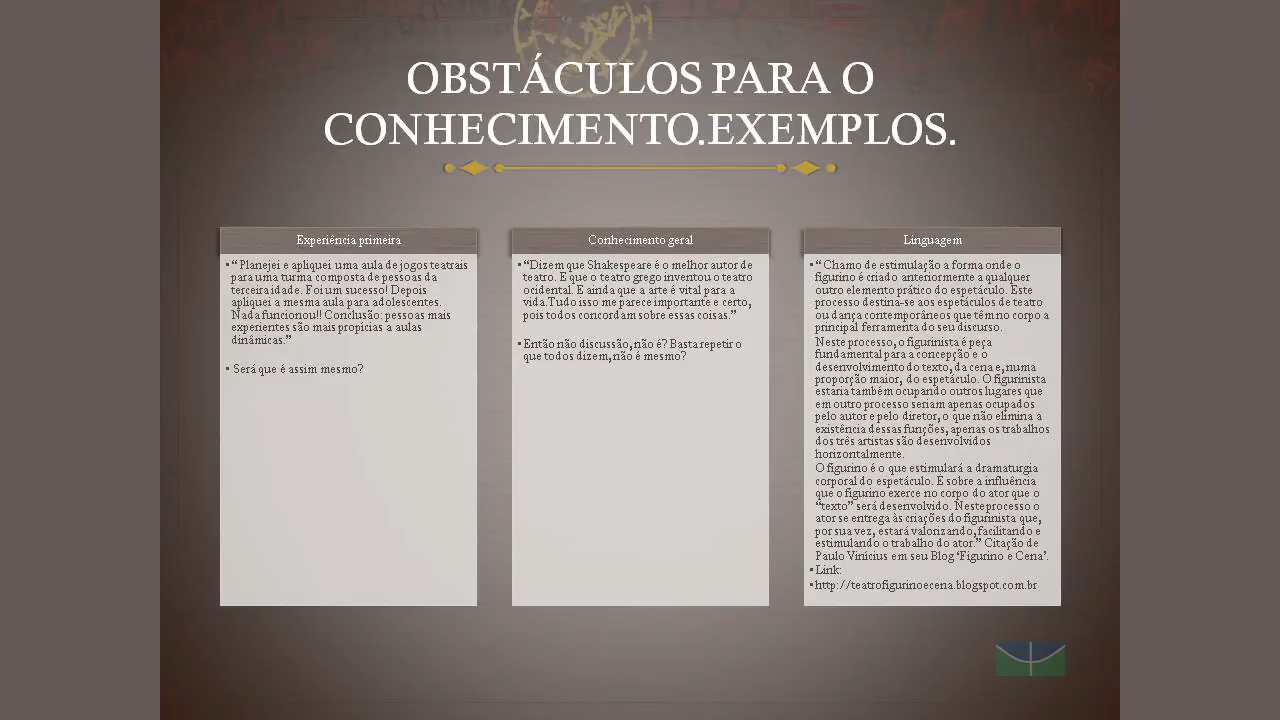 OBSTÁCULOS PARA O
CONHECIMENTO.EXEMPLOS.
Experiência primeira
•“ Planejei e apliquei uma aula de jogos teatrais
para uma turma composta de pessoas da
terceira idade. Foi um sucesso! Depois
apliquei a mesma aula para adolescentes.
Nada funcionou!! Conclusão: pessoas mais
experientes são mais propicias a aulas
dinâmicas.”
• Será que é assim mesmo?
Conhecimento geral
•“Dizem que Shakespeare é o melhor autor de
teatro. E que o teatro grego inventou o teatro
ocidental. E ainda que a arte é vital para a
vida.Tudo isso me parece importante e certo,
pois todos concordam sobre essas coisas.”
•Então não discussão, não é? Basta repetir o
que todos dizem, não é mesmo?
Linguagem
•“ Chamo de estimulação a forma onde o
figurino é criado anteriormente a qualquer
outro elemento prático do espetáculo. Este
processo destina-se aos espetáculos de teatro
ou dança contemporâneos que têm no corpo a
principal ferramenta do seu discurso.
Neste processo, o figurinista é peça
fundamental para a concepção e o
desenvolvimento do texto, da cena e, numa
proporção maior, do espetáculo. O figurinista
estaria também ocupando outros lugares que
em outro processo seriam apenas ocupados
pelo autor e pelo diretor, o que não elimina a
existência dessas funções, apenas os trabalhos
dos três artistas são desenvolvidos
horizontalmente.
O figurino é o que estimulará a dramaturgia
corporal do espetáculo. É sobre a influência
que o figurino exerce no corpo do ator que o
“texto” será desenvolvido. Neste processo o
ator se entrega às criações do figurinista que,
por sua vez, estará valorizando, facilitando e
estimulando o trabalho do ator.” Citação de
Paulo Vinícius em seu Blog ‘Figurino e Cena’.
•Link:
•http://teatrofigurinoecena.blogspot.com.br